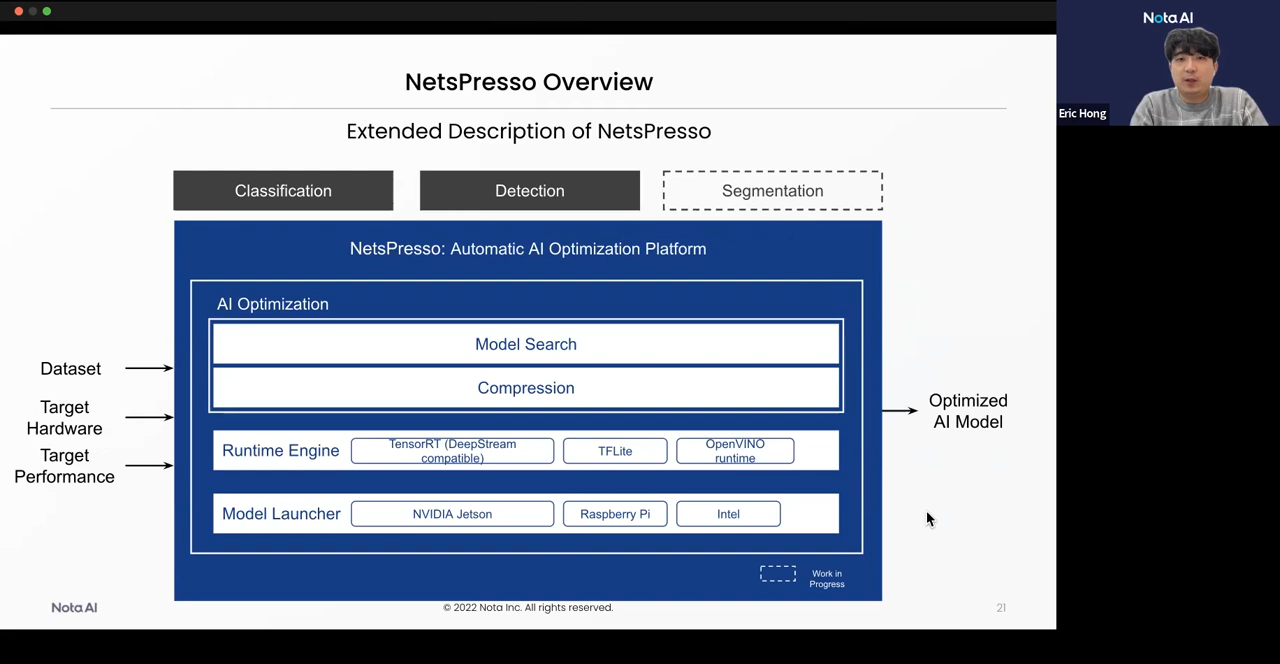 NetsPresso Overview
Extended Description of NetsPresso
Classification
Detection
Segmentation
NetsPresso: Automatic AI Optimization Platform
AI Optimization
Model Search
Compression
Dataset
Target
Hardware
Target
Performance
Runtime Engine
TensorRT (DeepStream
compatible)
TFLite
OpenVINO
runtime
Model Launcher
NVIDIA Jetson
Raspberry Pi
Intel
Optimized
AI Model
Work in
Progress
Nota AI
© 2022 Nota Inc. All rights reserved.
21
Nota AI
Eric Hong